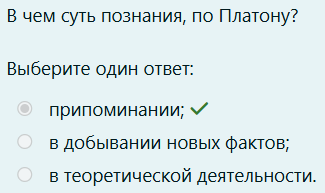 В чем суть познания, по Платону?
Выберите один ответ:
припоминании;
в добывании новых фактов;
в теоретической деятельности.